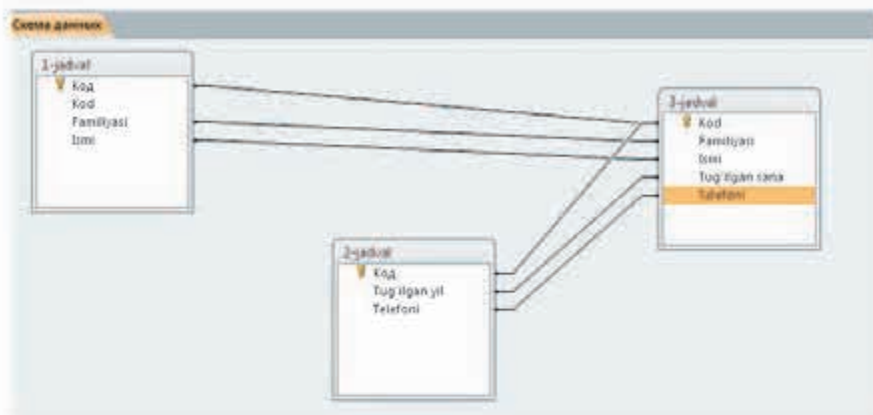 Схема данных
1-jadval
Код
Kod
Familiyasi
Ismi
3-jadval
Kod
Familiyasi
Ismi
Tug'ilgan sana
Telefoni
2-jadval
Код
Tug'ilgan yil
Telefoni